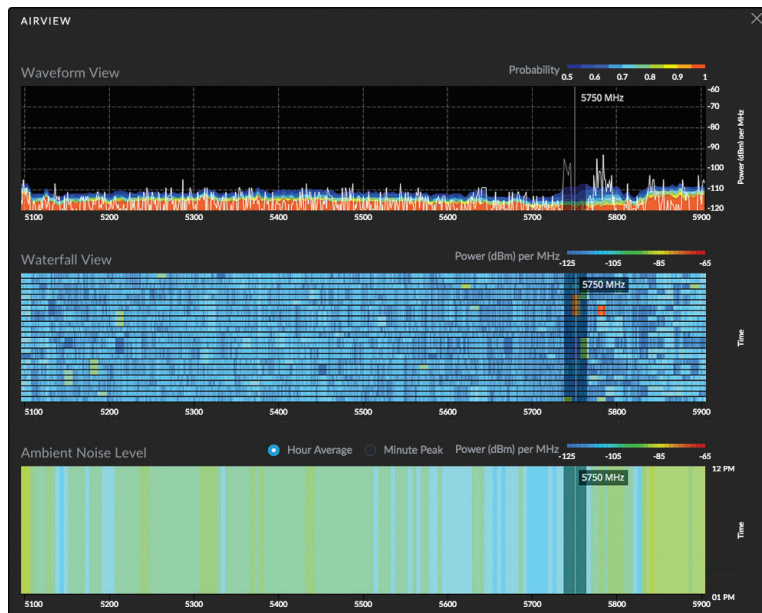 AIRVIEW
Waveform View
Probability
0.5 0.6 0.7 0.8 0.9 1
5750 MHz
-60
-70
-80
-90
-100
-110
-120
Power (dBm) per MHz
5100 5200 5300 5400 5500 5600 5700 5800 5900
Waterfall View
Power (dBm) per MHz
-125 -105 -85 -65
5750 MHz
Time
5100 5200 5300 5400 5500 5600 5700 5800 5900
Ambient Noise Level
Hour Average Minute Peak Power (dBm) per MHz
-125 -105 -85 -65
5750 MHz
12 PM
Time
01 PM
5100 5200 5300 5400 5500 5600 5700 5800 5900